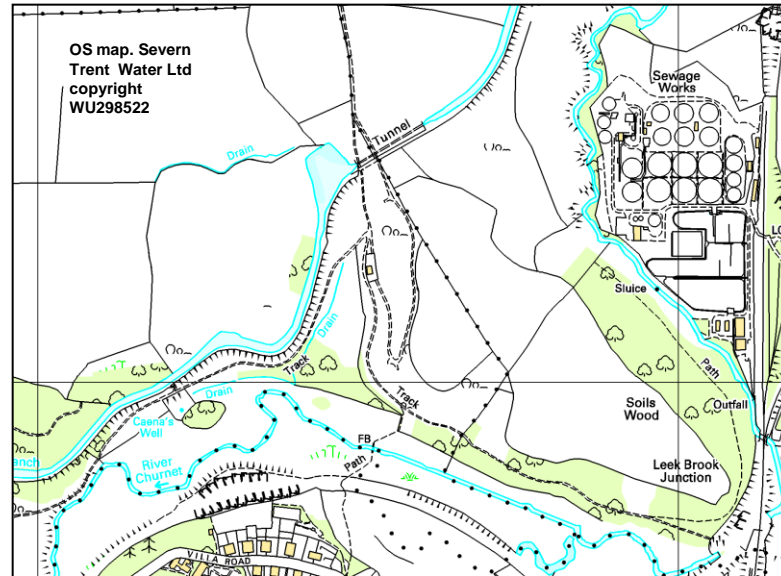 OS map. Severn
Trent Water Ltd
copyright
WU298522
Sewage
Works
Tunnel
Drain
Sluice
Drain
Path
Track
Track
Drain
Caena's
Well
Soils
Wood
Outfall
FB
Path
River
Churnet
Leek Brook
Junction
VILLA ROAD